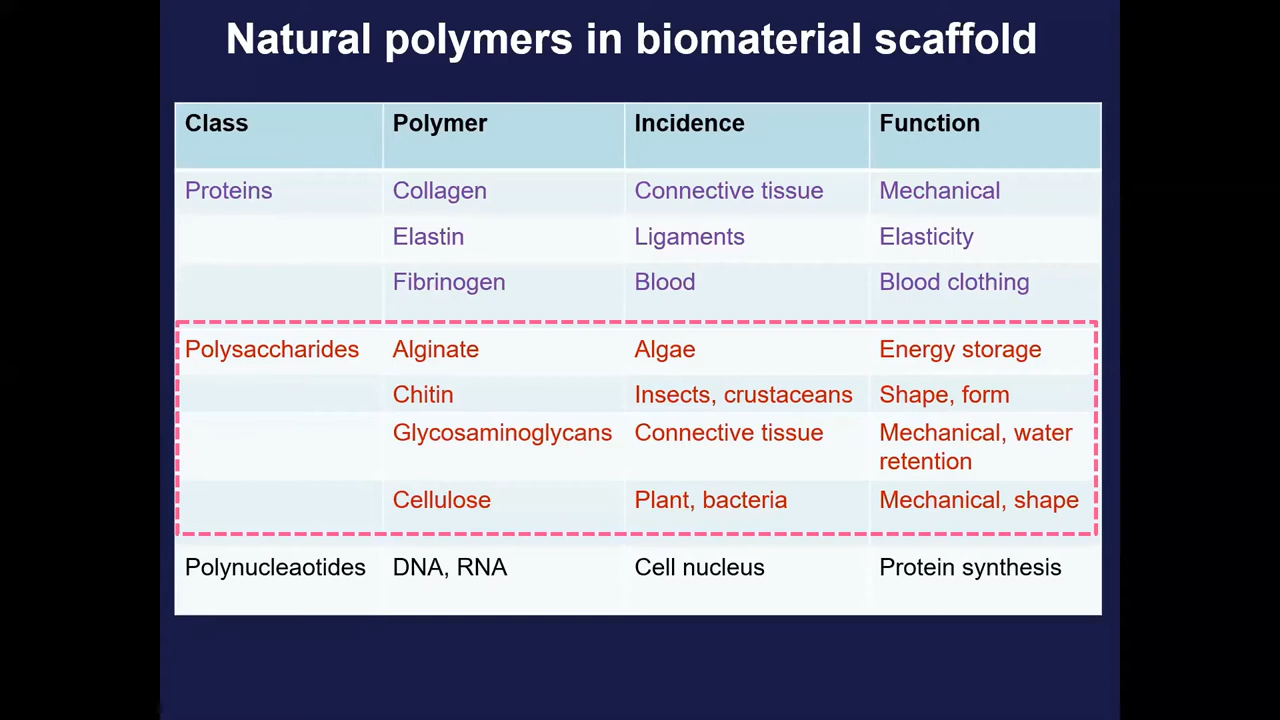 Natural polymers in biomaterial scaffold
Class Polymer Incidence Function
Proteins Collagen Connective tissue Mechanical
Elastin Ligaments Elasticity
Fibrinogen Blood Blood clothing
Polysaccharides Alginate Algae Energy storage
Chitin Insects, crustaceans Shape, form
Glycosaminoglycans Connective tissue Mechanical, water
retention
Cellulose Plant, bacteria Mechanical, shape
Polynucleaotides DNA, RNA Cell nucleus Protein synthesis